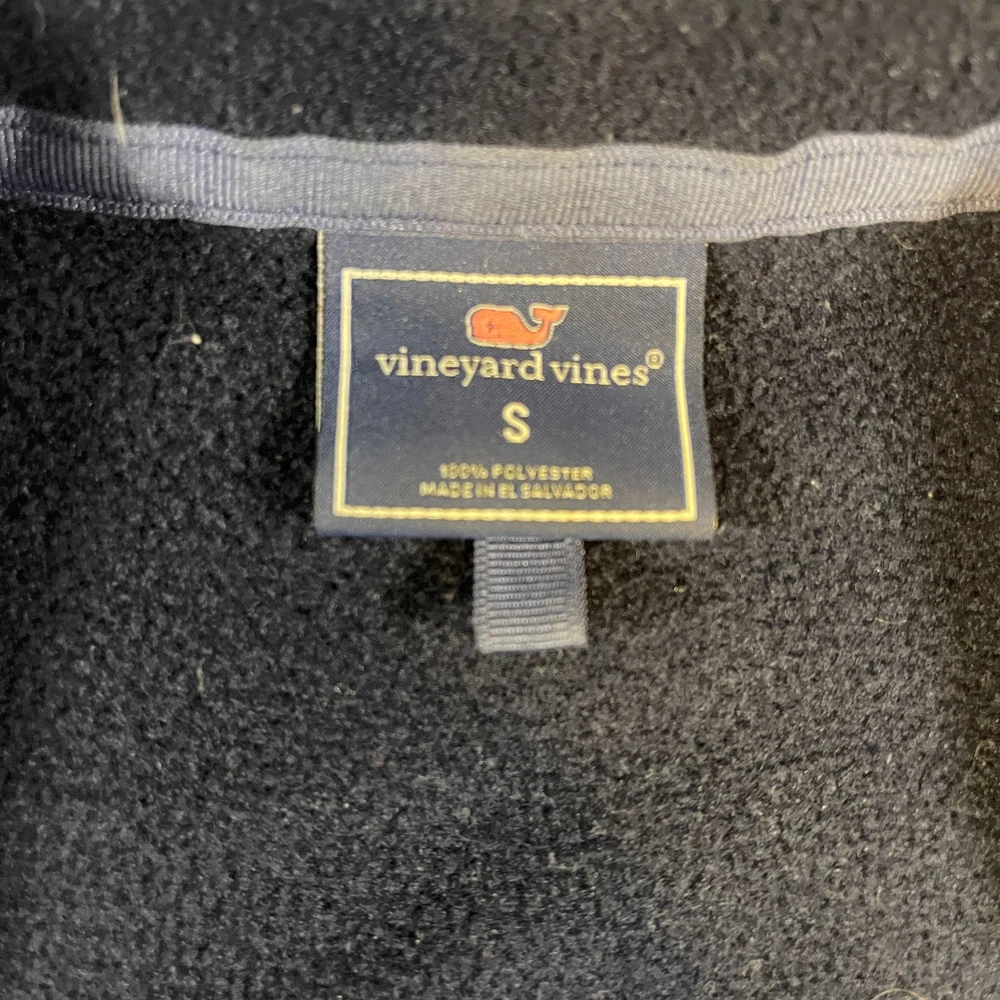 vineyard vines®
S
100% POLYESTER
MADE IN EL SALVADOR